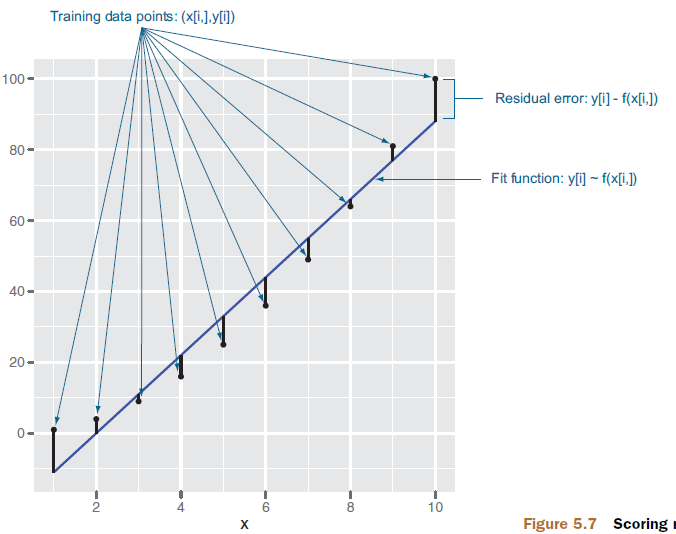 Training data points: (x[i,],y[i])
100
Residual error: y[i] - f(x[i,])
80
Fit function: y[i] ~ f(x[i,])
60
40
20
0
2 4 6 8 10
x
Figure 5.7 Scoring